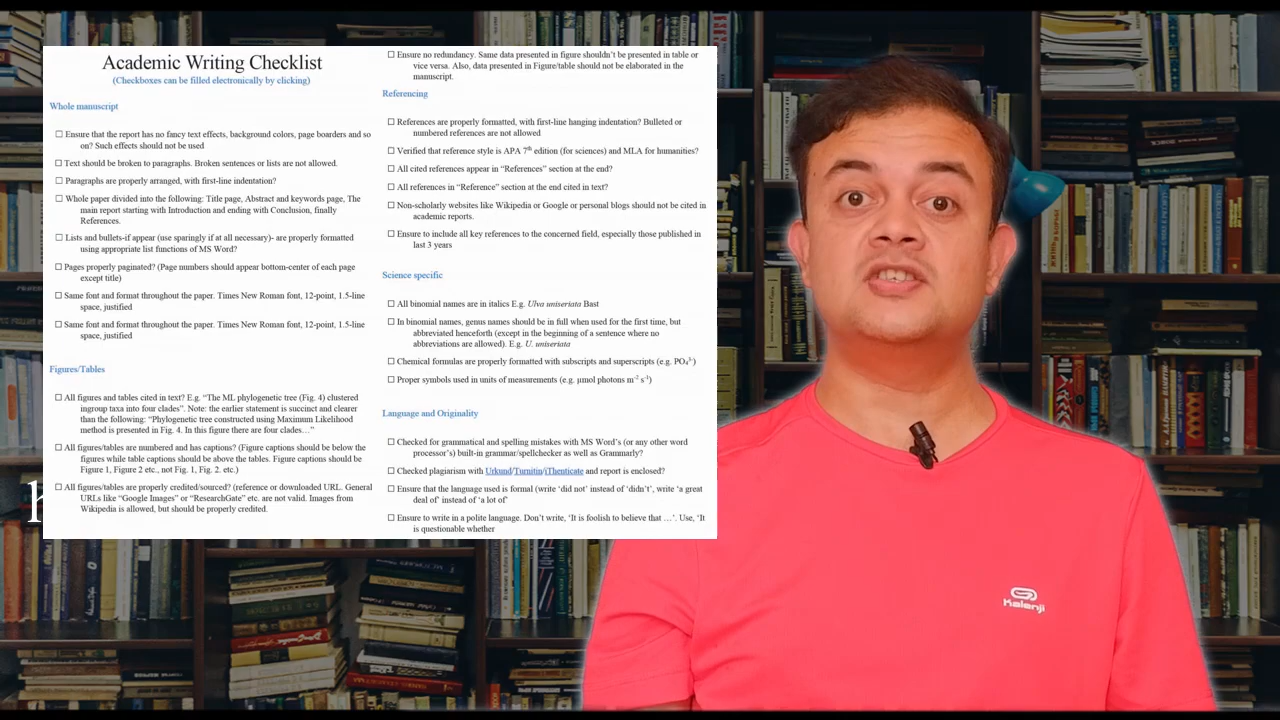 Academic Writing Checklist
(Checkboxes can be filled electronically by clicking)
Whole manuscript
☐ Ensure that the report has no fancy text effects, background colors, page boarders and so
on? Such effects should not be used
☐ Text should be broken to paragraphs. Broken sentences or lists are not allowed.
☐ Paragraphs are properly arranged, with first-line indentation?
☐ Whole paper divided into the following: Title page, Abstract and keywords page, The
main report starting with Introduction and ending with Conclusion, finally
References.
☐ Lists and bullets-if appear (use sparingly if at all necessary)- are properly formatted
using appropriate list functions of MS Word?
☐ Pages properly paginated? (Page numbers should appear bottom-center of each page
except title)
☐ Same font and format throughout the paper. Times New Roman font, 12-point, 1.5-line
space, justified
☐ Same font and format throughout the paper. Times New Roman font, 12-point, 1.5-line
space, justified
Figures/Tables
☐ All figures and tables cited in text? E.g. “The ML phylogenetic tree (Fig. 4) clustered
ingroup taxa into four clades”. Note: the earlier statement is succinct and clearer
than the following: “Phylogenetic tree constructed using Maximum Likelihood
method is presented in Fig. 4. In this figure there are four clades…”
☐ All figures/tables are numbered and has captions? (Figure captions should be below the
figures while table captions should be above the tables. Figure captions should be
Figure 1, Figure 2 etc., not Fig. 1, Fig. 2. etc.)
☐ All figures/tables are properly credited/sourced? (reference or downloaded URL. General
URLs like “Google Images” or “ResearchGate” etc. are not valid. Images from
Wikipedia is allowed, but should be properly credited.
☐ Ensure no redundancy. Same data presented in figure shouldn’t be presented in table or
vice versa. Also, data presented in Figure/table should not be elaborated in the
manuscript.
Referencing
☐ References are properly formatted, with first-line hanging indentation? Bulleted or
numbered references are not allowed
☐ Verified that reference style is APA 7th edition (for sciences) and MLA for humanities?
☐ All cited references appear in “References” section at the end?
☐ All references in “Reference” section at the end cited in text?
☐ Non-scholarly websites like Wikipedia or Google or personal blogs should not be cited in
academic reports.
☐ Ensure to include all key references to the concerned field, especially those published in
last 3 years
Science specific
☐ All binomial names are in italics E.g. Ulva uniseriata Bast
☐ In binomial names, genus names should be in full when used for the first time, but
abbreviated henceforth (except in the beginning of a sentence where no
abbreviations are allowed). E.g. U. uniseriata
☐ Chemical formulas are properly formatted with subscripts and superscripts (e.g. PO₄³⁻)
☐ Proper symbols used in units of measurements (e.g. µmol photons m⁻² s⁻¹)
Language and Originality
☐ Checked for grammatical and spelling mistakes with MS Word’s (or any other word
processor’s) built-in grammar/spellchecker as well as Grammarly?
☐ Checked plagiarism with Urkund/Turnitin/iThenticate and report is enclosed?
☐ Ensure that the language used is formal (write ‘did not’ instead of ‘didn’t’, write ‘a great
deal of’ instead of ‘a lot of’
☐ Ensure to write in a polite language. Don’t write, ‘It is foolish to believe that …’. Use, ‘It
is questionable whether
h
Kalenji